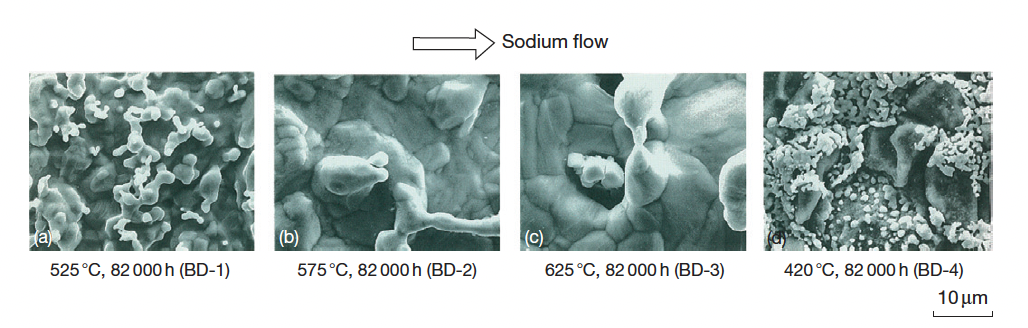 Sodium flow
(a)
(b)
(c)
(d)
525 °C, 82 000 h (BD-1)
575 °C, 82 000 h (BD-2)
625 °C, 82 000 h (BD-3)
420 °C, 82 000 h (BD-4)
10 μm